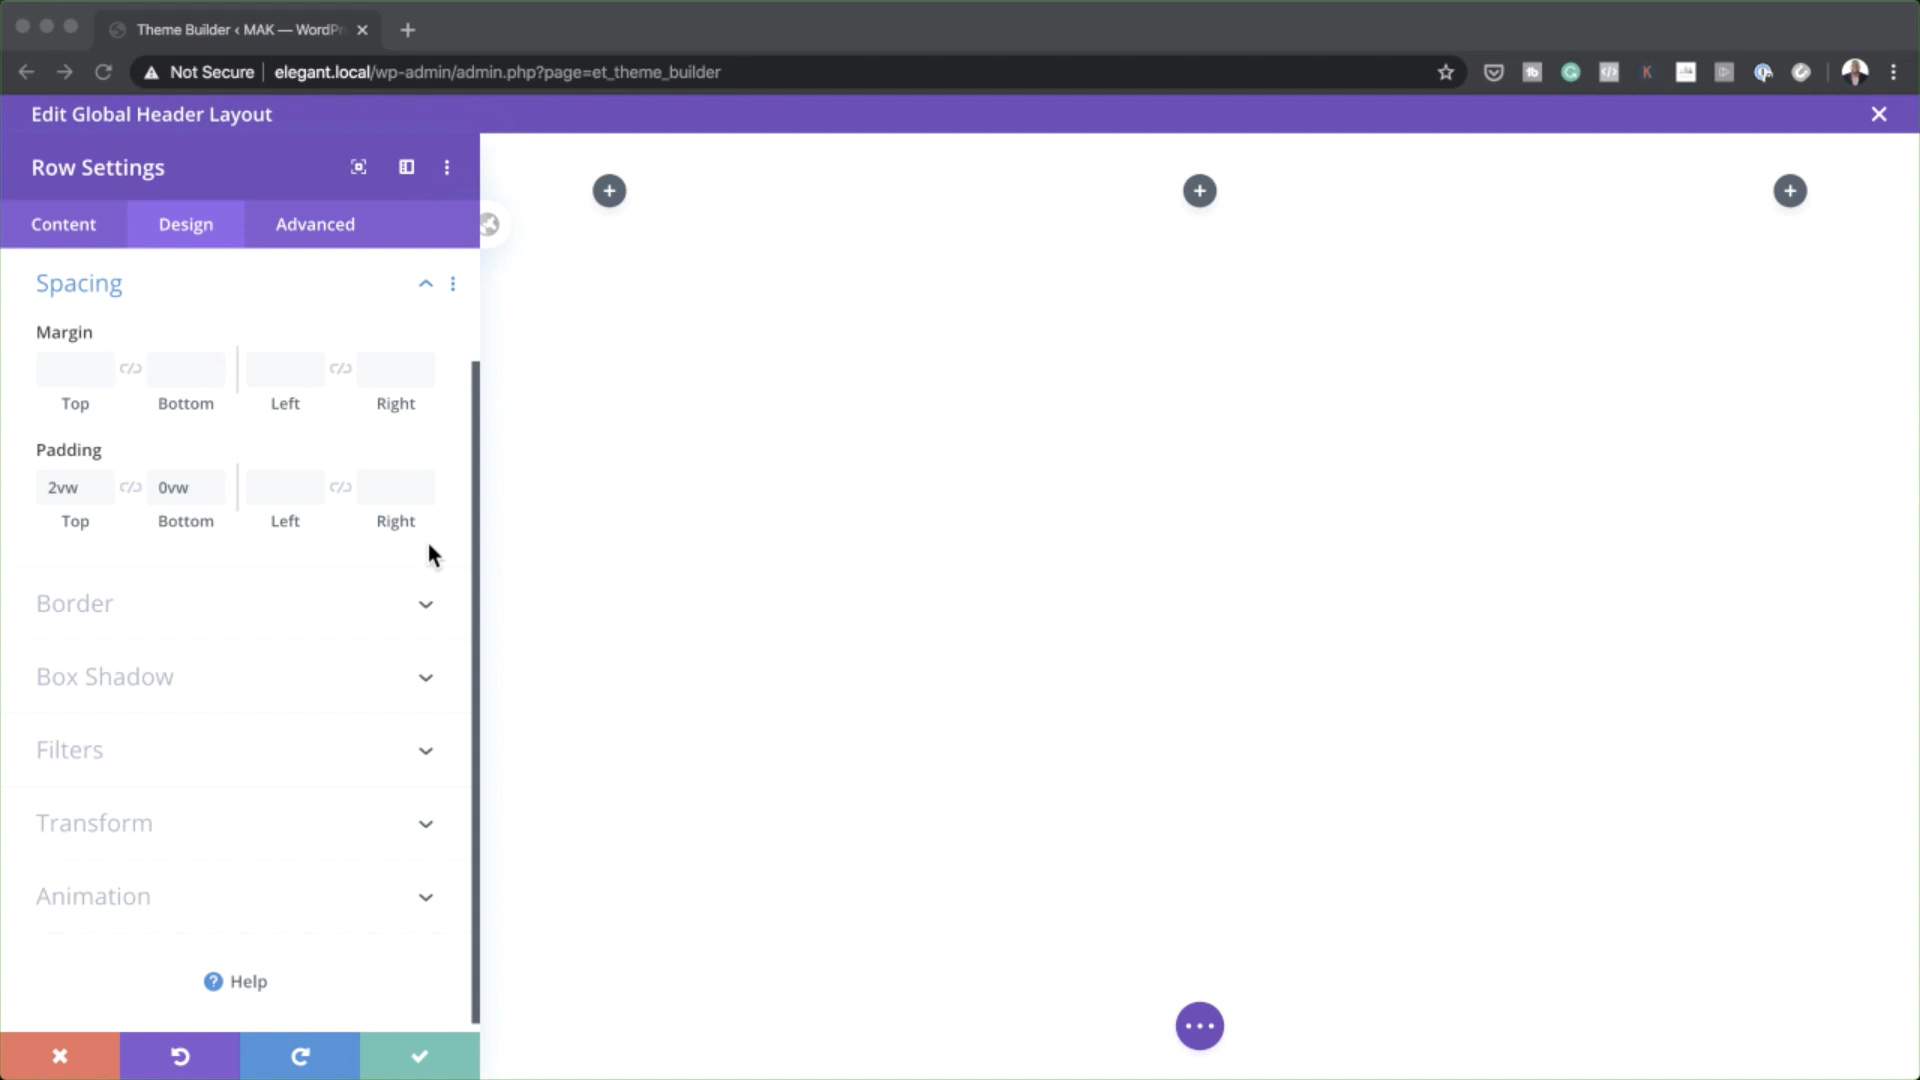 Theme Builder ‹ MAK — WordPr
Not Secure
elegant.local/wp-admin/admin.php?page=et_theme_builder
Edit Global Header Layout
Row Settings
Content
Design
Advanced
Spacing
Margin
Top
Bottom
Left
Right
Padding
2vw
0vw
Top
Bottom
Left
Right
Border
Box Shadow
Filters
Transform
Animation
? Help